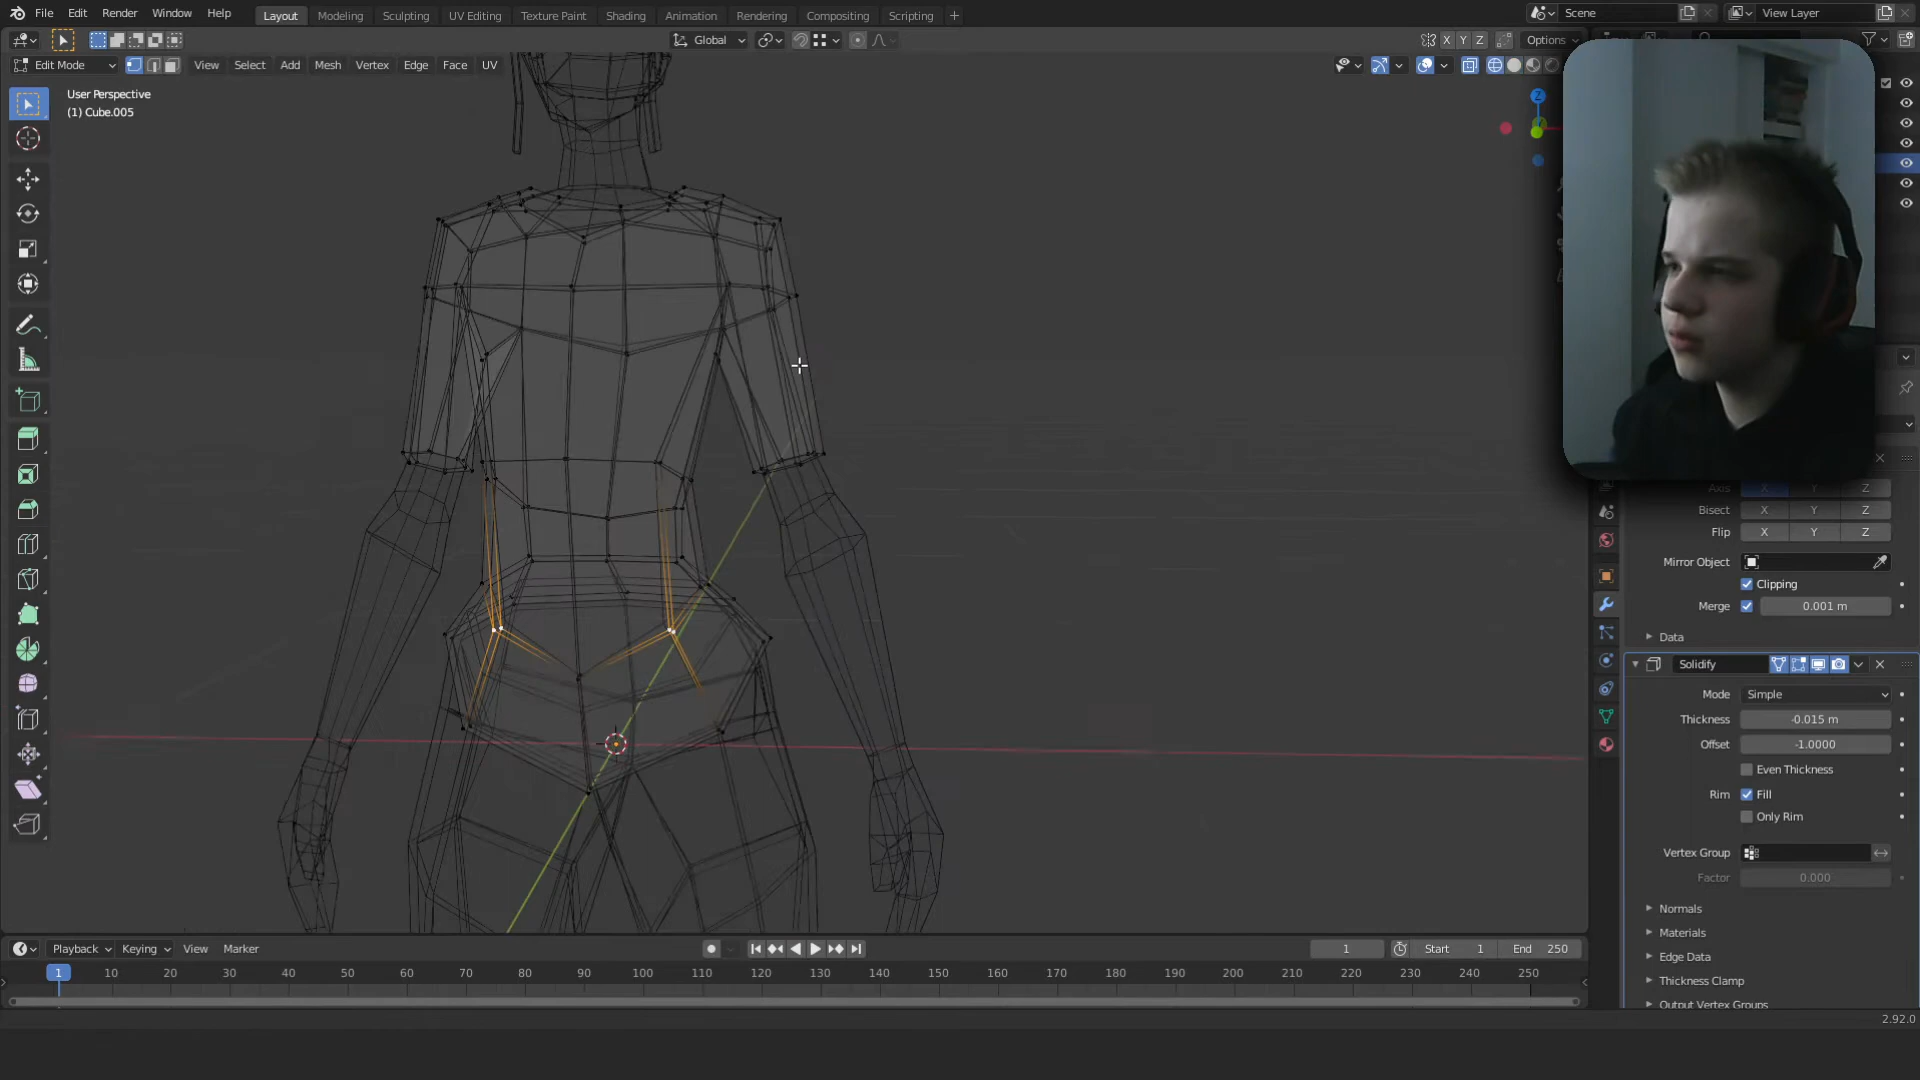 File Edit Render Window Help Layout Modeling Sculpting UV Editing Texture Paint Shading Animation Rendering Compositing Scripting + Scene View Layer
Global X Y Z Options
Edit Mode View Select Add Mesh Vertex Edge Face UV
User Perspective
(1) Cube.005
Z
Axis X Y Z
Bisect X Y Z
Flip X Y Z
Mirror Object
Clipping
Merge 0.001 m
Data
Solidify
Mode Simple
Thickness -0.015 m
Offset -1.0000
Even Thickness
Rim Fill
Only Rim
Vertex Group
Factor 0.000
Normals
Materials
Edge Data
Thickness Clamp
Output Vertex Groups
Playback Keying View Marker 1 Start 1 End 250
1 10 20 30 40 50 60 70 80 90 100 110 120 130 140 150 160 170 180 190 200 210 220 230 240 250
2.92.0